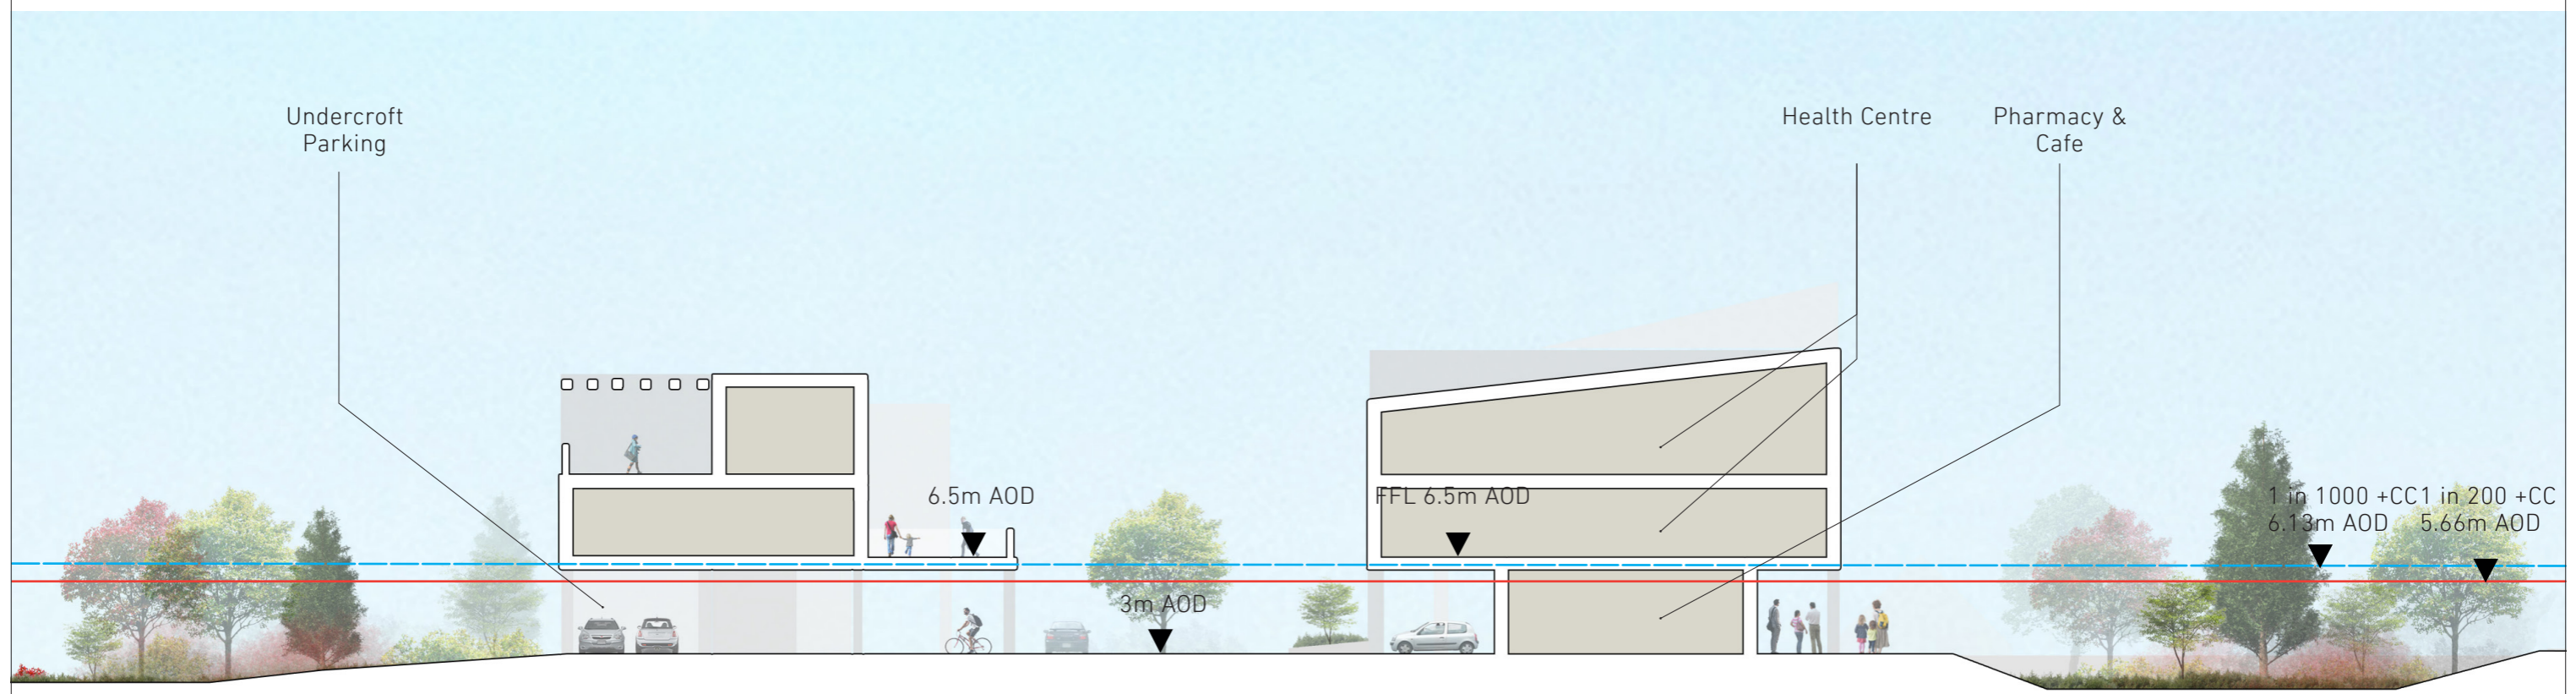 Undercroft
Parking
Health Centre
Pharmacy &
Cafe
6.5m AOD
FFL 6.5m AOD
1 in 1000 +CC
6.13m AOD
1 in 200 +CC
5.66m AOD
3m AOD